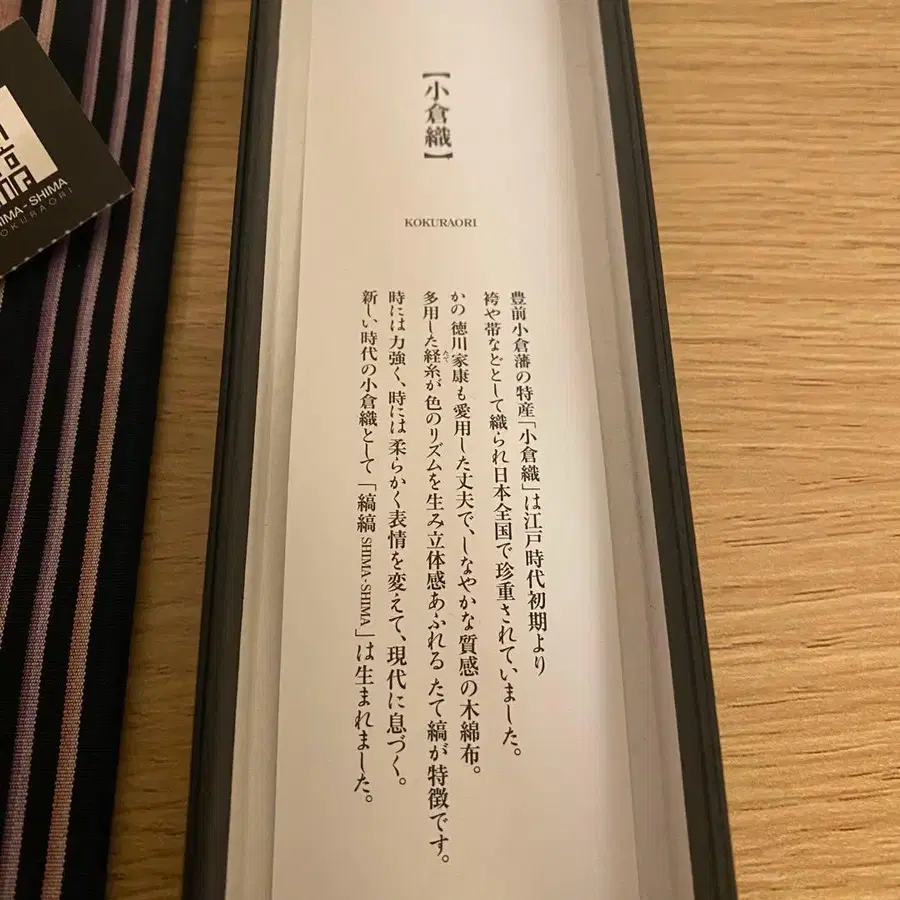 【小倉織】
KOKURAORI
豊前小倉藩の特産「小倉織」は江戸時代初期より
袴や帯などとして織られ日本全国で珍重されていました。
かの 徳川家康も愛用した丈夫で、しなやかな質感の木綿布。
多用した経糸が 色のリズムを生み立体感あふれる たて縞が特徴です。
たて
時には 力強く、時には 柔らかく表情を変えて、現代に息づく。
新しい時代の小倉織として 「縞縞 SHIMA-SHIMA」は生まれました。
IMA-SHIMA
OKURAORI